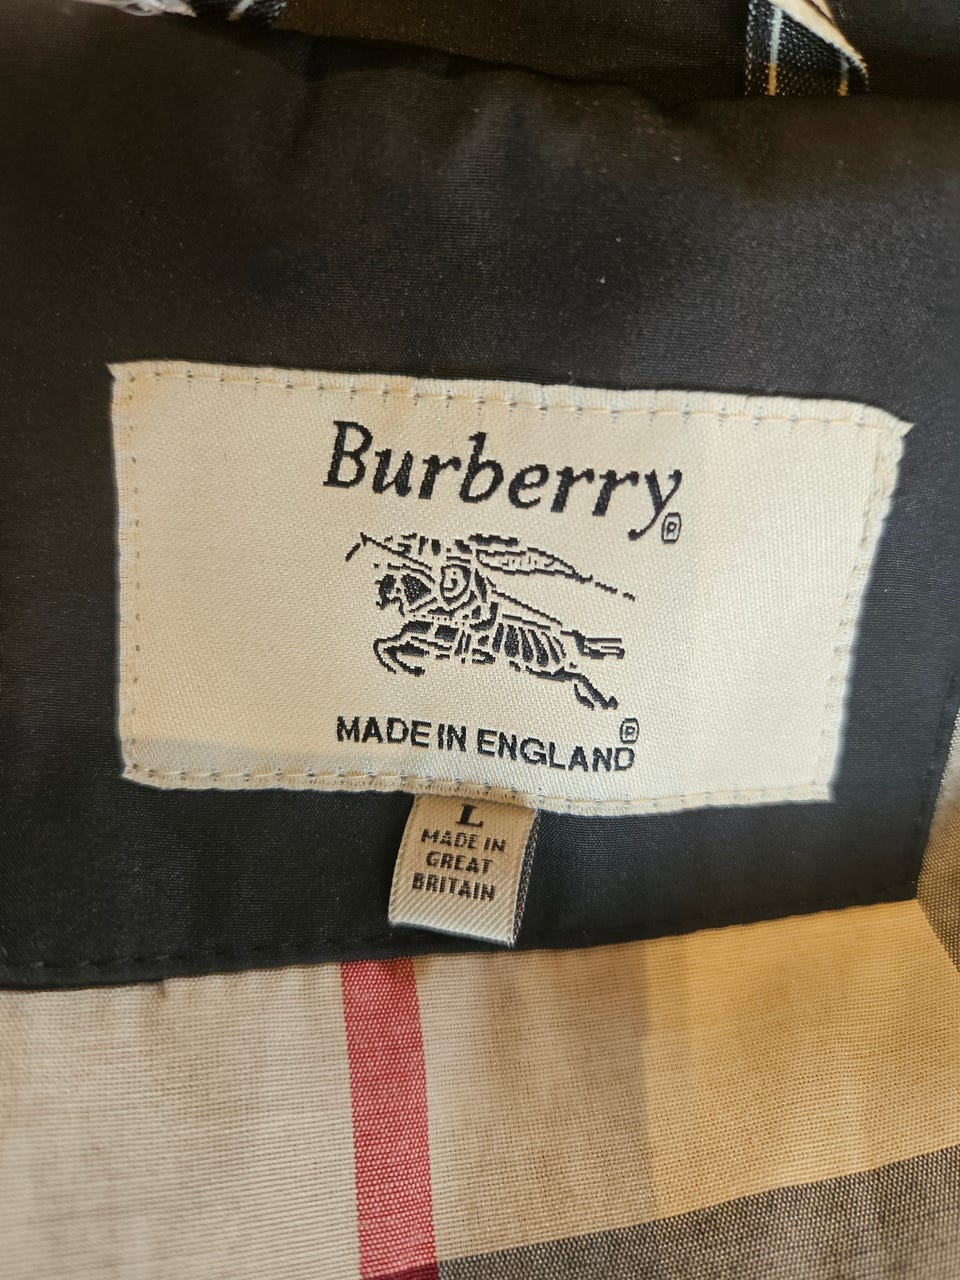 Burberry®
®
MADE IN ENGLAND
L
MADE IN
GREAT
BRITAIN